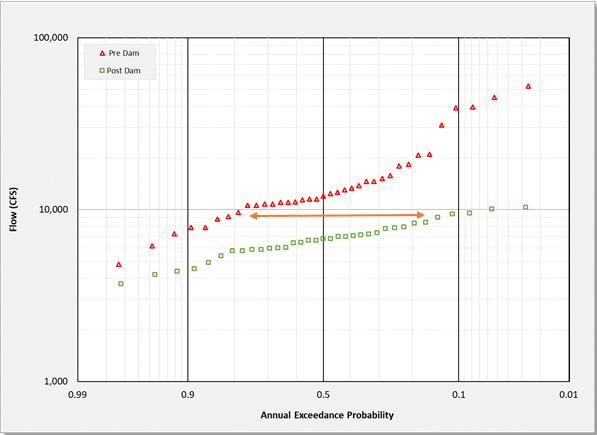 100,000
Pre Dam
Post Dam
10,000
Flow (CFS)
1,000
0.99 0.9 0.5 0.1 0.01
Annual Exceedance Probability